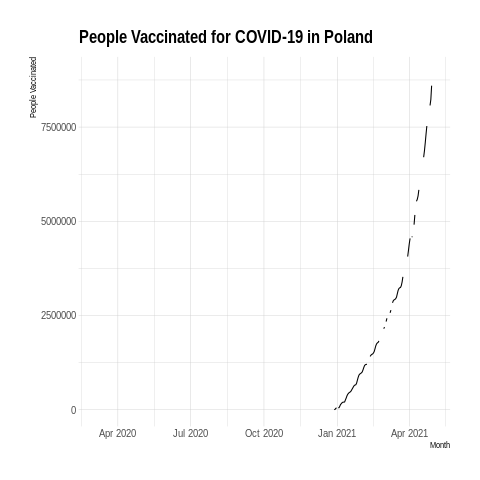 People Vaccinated for COVID-19 in Poland
People Vaccinated
7500000
5000000
2500000
0
Apr 2020
Jul 2020
Oct 2020
Jan 2021
Apr 2021
Month